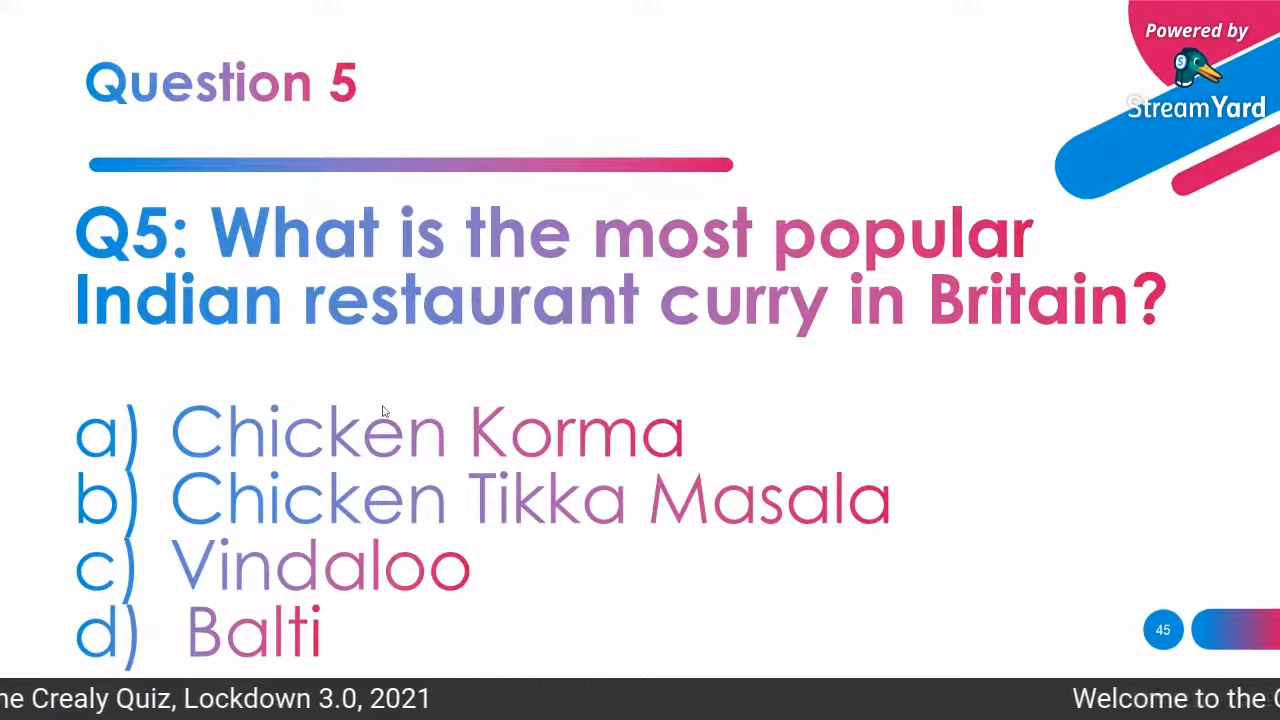 Powered by
StreamYard
Question 5
Q5: What is the most popular
Indian restaurant curry in Britain?
a) Chicken Korma
b) Chicken Tikka Masala
c) Vindaloo
d) Balti
45
Crealy Quiz, Lockdown 3.0, 2021
Welcome to the